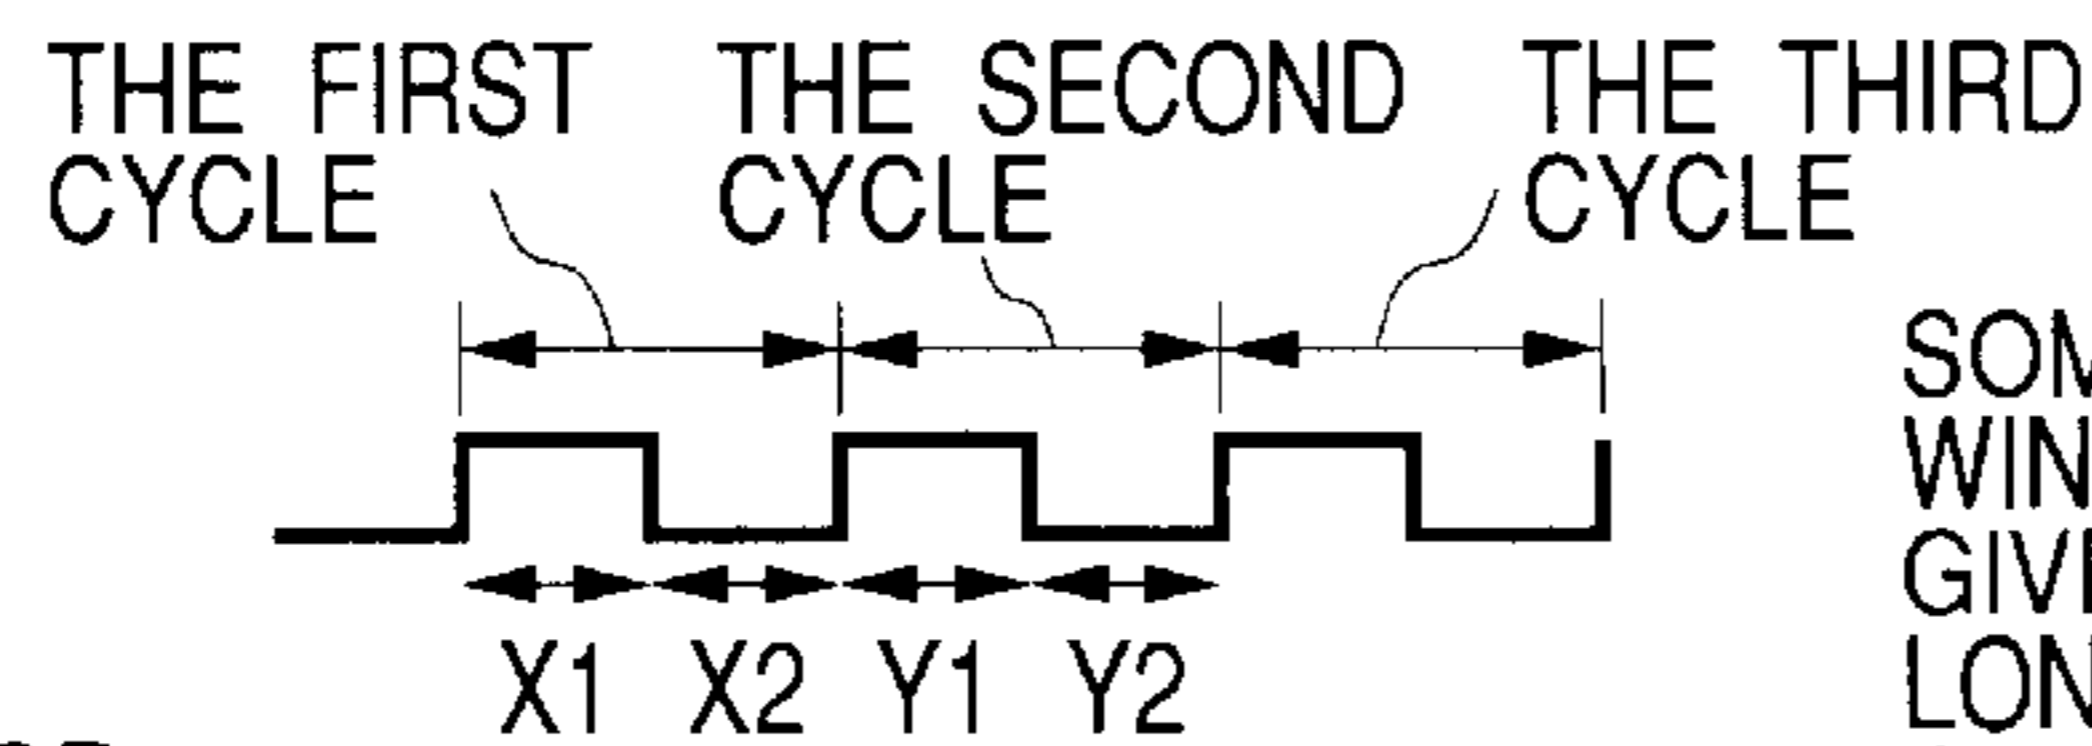 THE FIRST
CYCLE
THE SECOND
CYCLE
THE THIRD
CYCLE
X1 X2 Y1 Y2